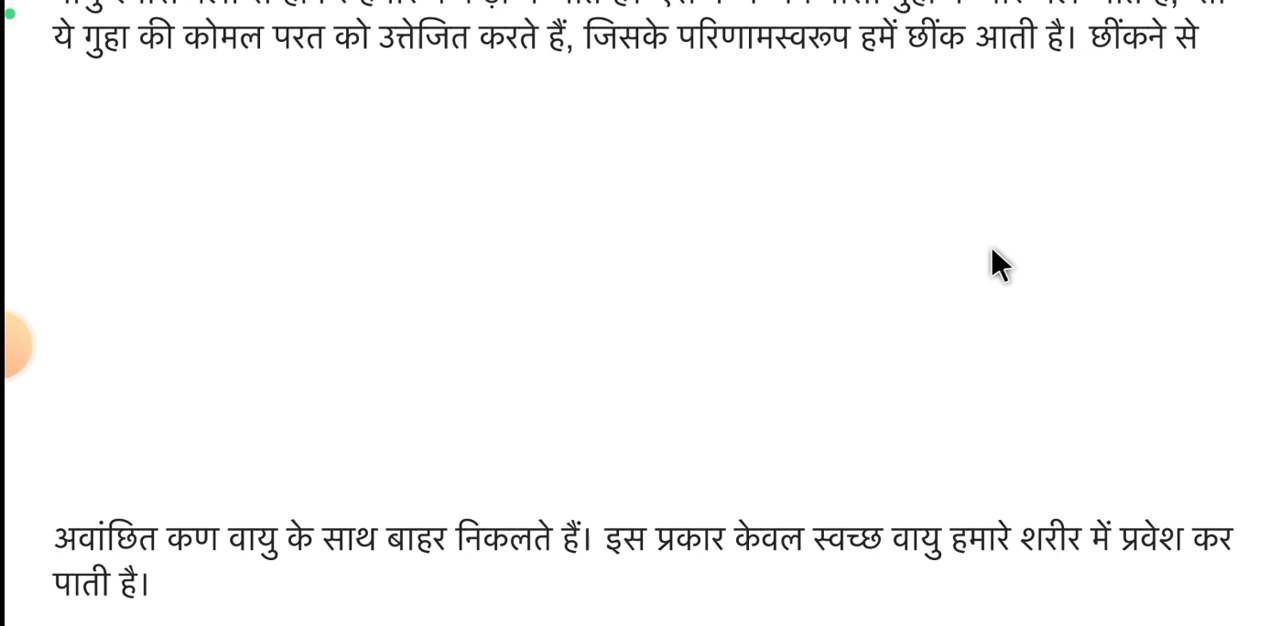 ये गुहा की कोमल परत को उत्तेजित करते हैं, जिसके परिणामस्वरूप हमें छींक आती है। छींकने से
अवांछित कण वायु के साथ बाहर निकलते हैं। इस प्रकार केवल स्वच्छ वायु हमारे शरीर में प्रवेश कर
पाती है।